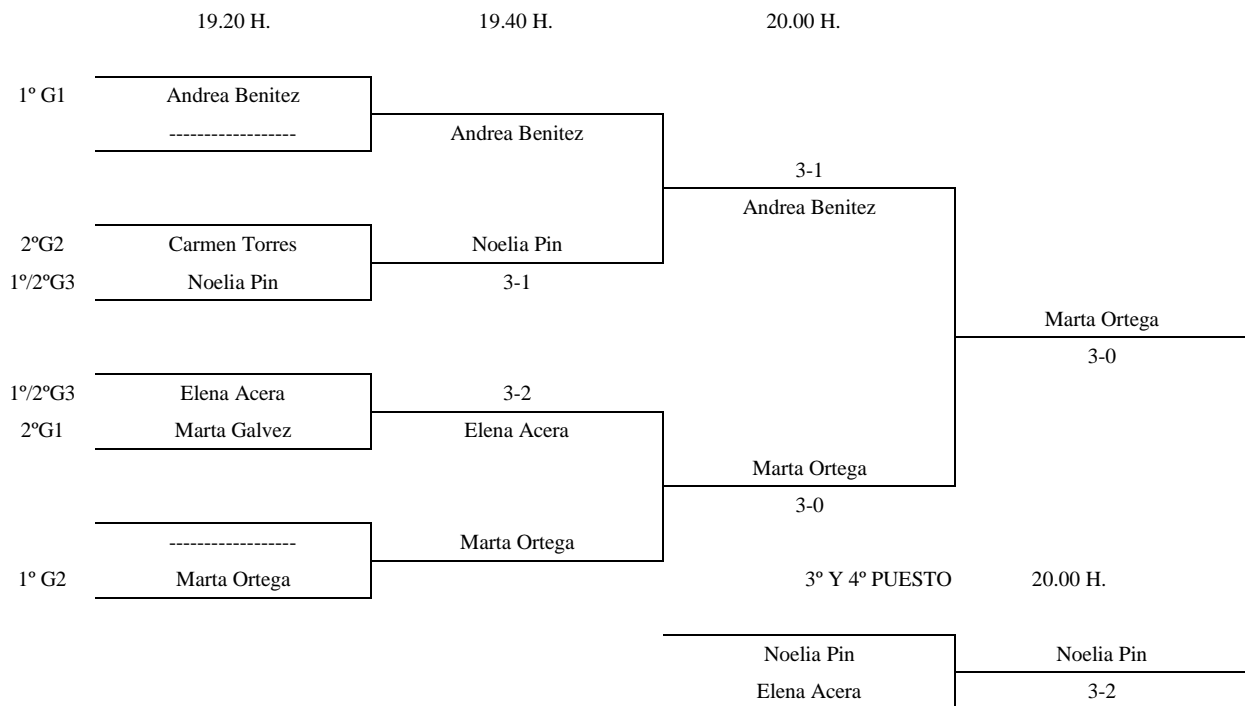 19.20 H. 19.40 H. 20.00 H.
1º G1 Andrea Benitez
------------------ Andrea Benitez
3-1
Andrea Benitez
2ºG2 Carmen Torres Noelia Pin
1º/2ºG3 Noelia Pin 3-1
Marta Ortega
3-0
1º/2ºG3 Elena Acera 3-2
2ºG1 Marta Galvez Elena Acera
Marta Ortega
3-0
------------------ Marta Ortega
1º G2 Marta Ortega 3º Y 4º PUESTO 20.00 H.
Noelia Pin Noelia Pin
Elena Acera 3-2